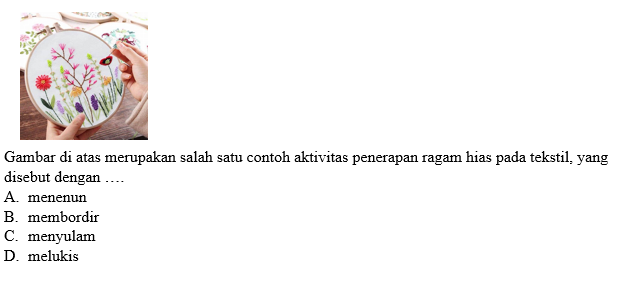 Gambar di atas merupakan salah satu contoh aktivitas penerapan ragam hias pada tekstil, yang
disebut dengan ….
A. menenun
B. membordir
C. menyulam
D. melukis